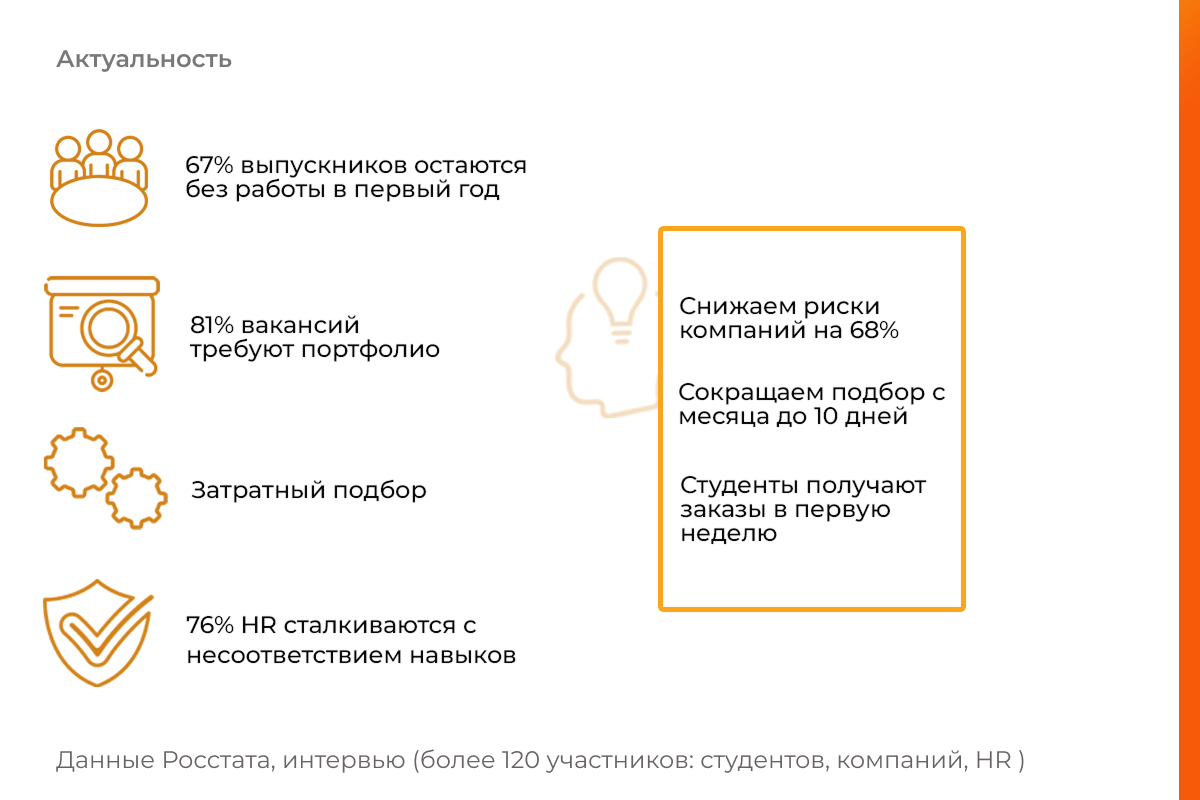 Актуальность
67% выпускников остаются
без работы в первый год
81% вакансий
требуют портфолио
Затратный подбор
76% HR сталкиваются с
несоответствием навыков
Снижаем риски
компаний на 68%
Сокращаем подбор с
месяца до 10 дней
Студенты получают
заказы в первую
неделю
Данные Росстата, интервью (более 120 участников: студентов, компаний, HR )